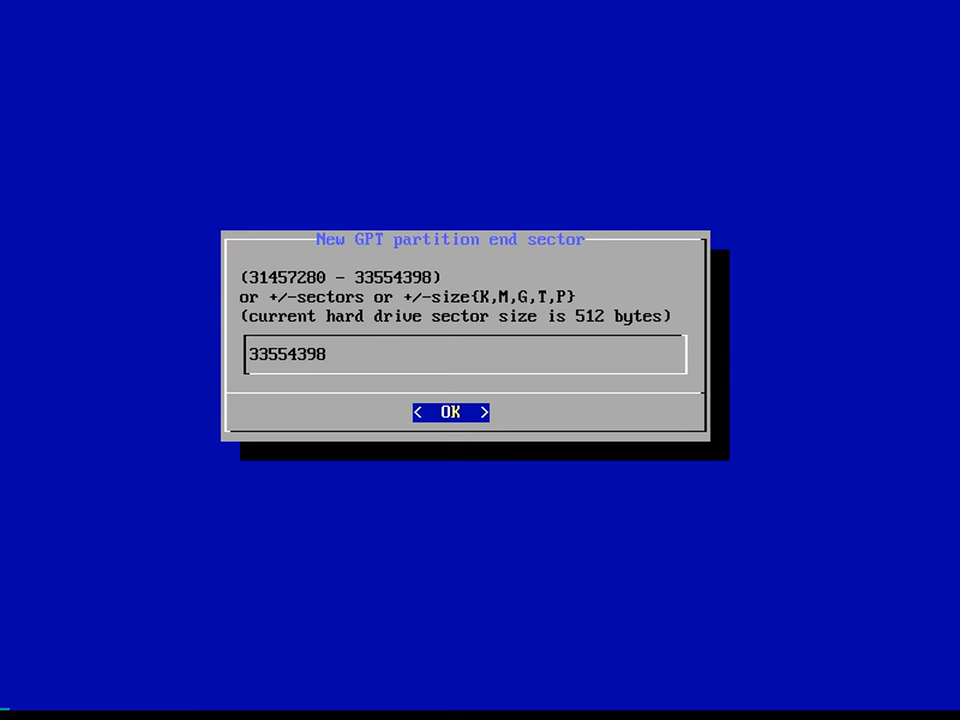 New GPT partition end sector
(31457280 - 33554398)
or +/-sectors or +/-size{K,M,G,T,P}
(current hard drive sector size is 512 bytes)
33554398
< OK >